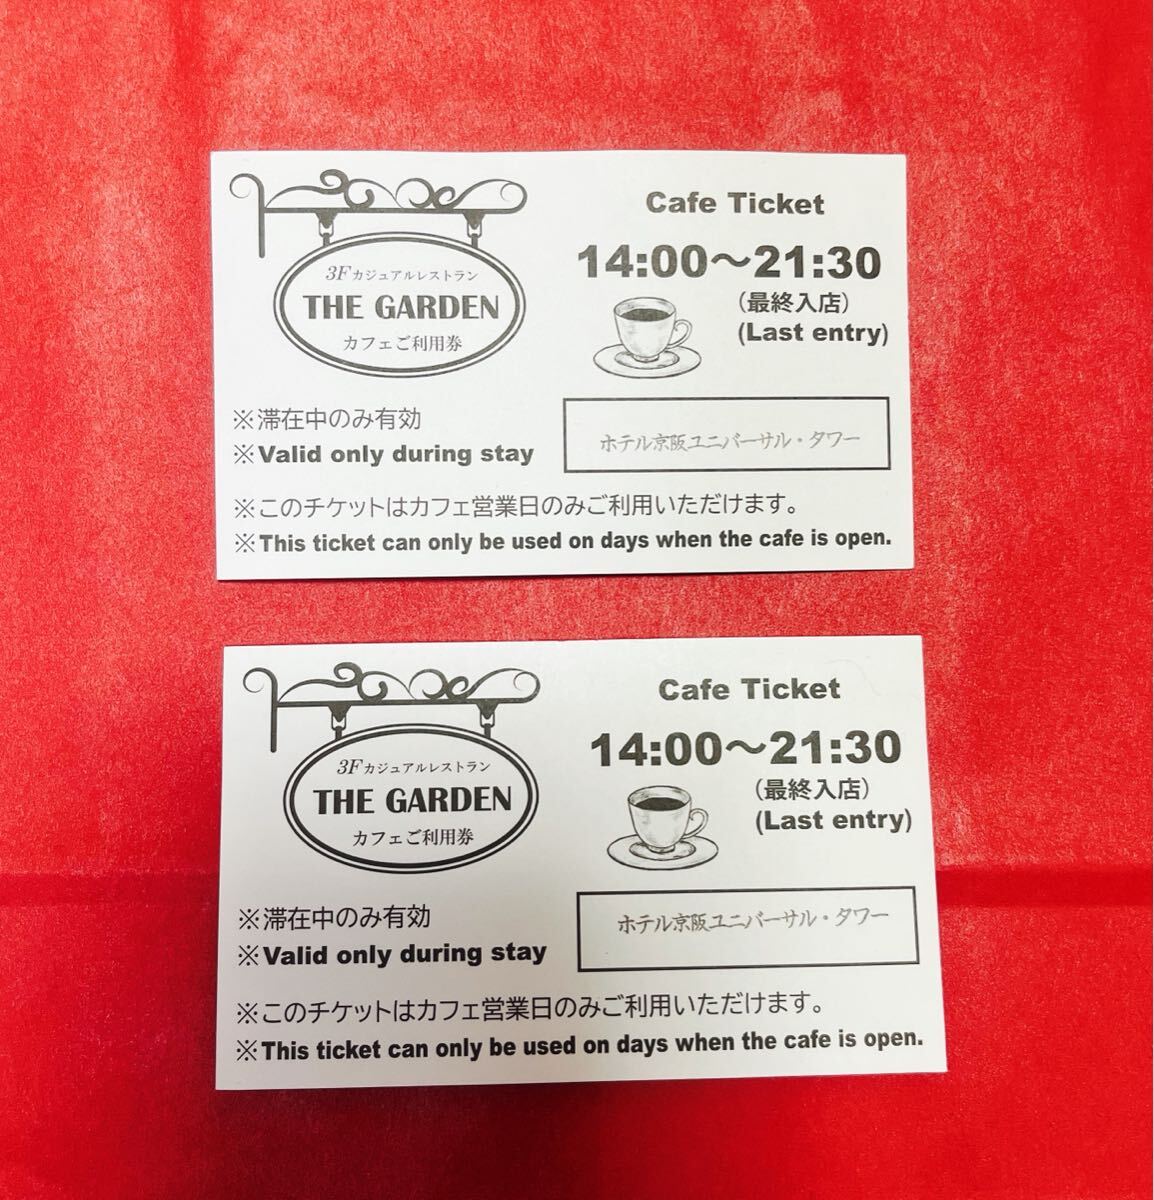 3Fカジュアルレストラン
THE GARDEN
カフェご利用券
Cafe Ticket
14:00～21:30
（最終入店）
(Last entry)
※滞在中のみ有効
※Valid only during stay
ホテル京阪ユニバーサル・タワー
※このチケットはカフェ営業日のみご利用いただけます。
※This ticket can only be used on days when the cafe is open.
3Fカジュアルレストラン
THE GARDEN
カフェご利用券
Cafe Ticket
14:00～21:30
（最終入店）
(Last entry)
※滞在中のみ有効
※Valid only during stay
ホテル京阪ユニバーサル・タワー
※このチケットはカフェ営業日のみご利用いただけます。
※This ticket can only be used on days when the cafe is open.